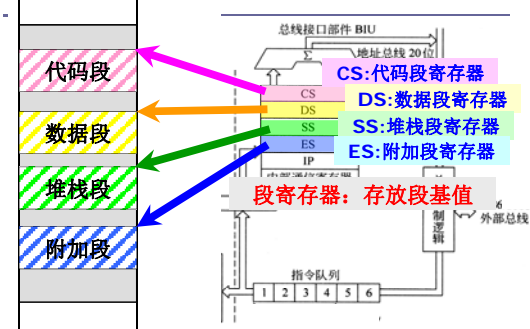 总线接口部件 BIU
Σ
地址总线 20位
代码段
CS
CS:代码段寄存器
数据段
DS
DS:数据段寄存器
SS
SS:堆栈段寄存器
ES
ES:附加段寄存器
IP
堆栈段
段寄存器：存放段基值
附加段
制逻辑
外部总线
指令队列
1 2 3 4 5 6